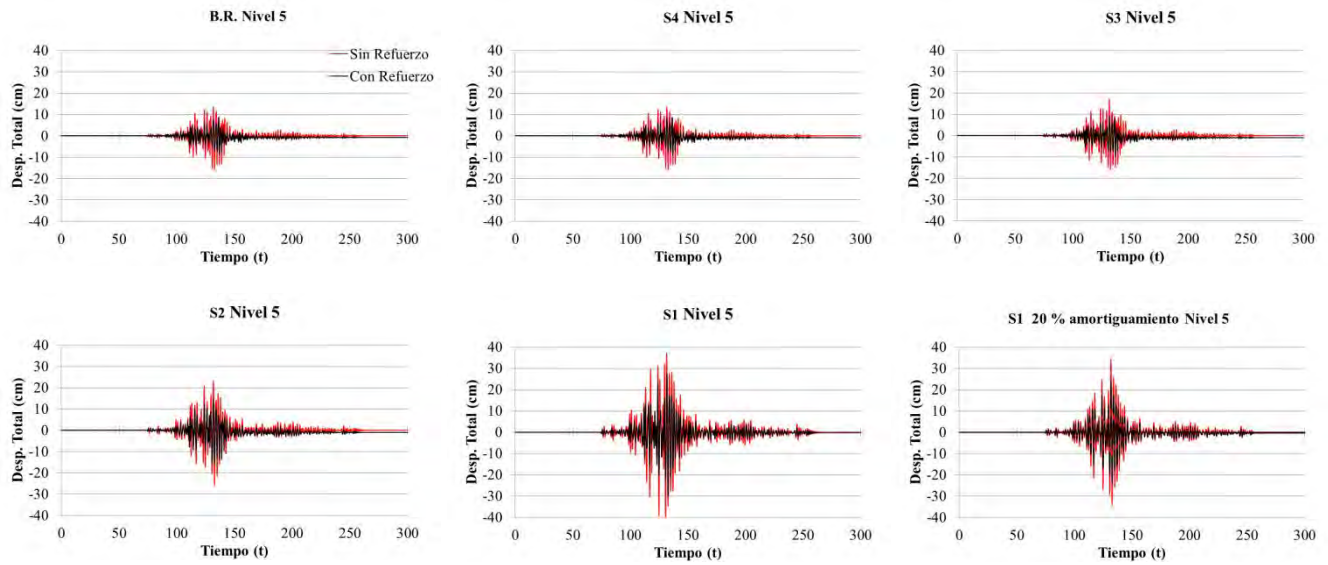 B.R. Nivel 5
40
30
20
10
0
-10
-20
-30
-40
Desp. Total (cm)
Sin Refuerzo
Con Refuerzo
0 50 100 150 200 250 300
Tiempo (t)
S4 Nivel 5
40
30
20
10
0
-10
-20
-30
-40
Desp. Total (cm)
0 50 100 150 200 250 300
Tiempo (t)
S3 Nivel 5
40
30
20
10
0
-10
-20
-30
-40
Desp. Total (cm)
0 50 100 150 200 250 300
Tiempo (t)
S2 Nivel 5
40
30
20
10
0
-10
-20
-30
-40
Desp. Total (cm)
0 50 100 150 200 250 300
Tiempo (t)
S1 Nivel 5
40
30
20
10
0
-10
-20
-30
-40
Desp. Total (cm)
0 50 100 150 200 250 300
Tiempo (t)
S1 20 % amortiguamiento Nivel 5
40
30
20
10
0
-10
-20
-30
-40
Desp. Total (cm)
0 50 100 150 200 250 300
Tiempo (t)